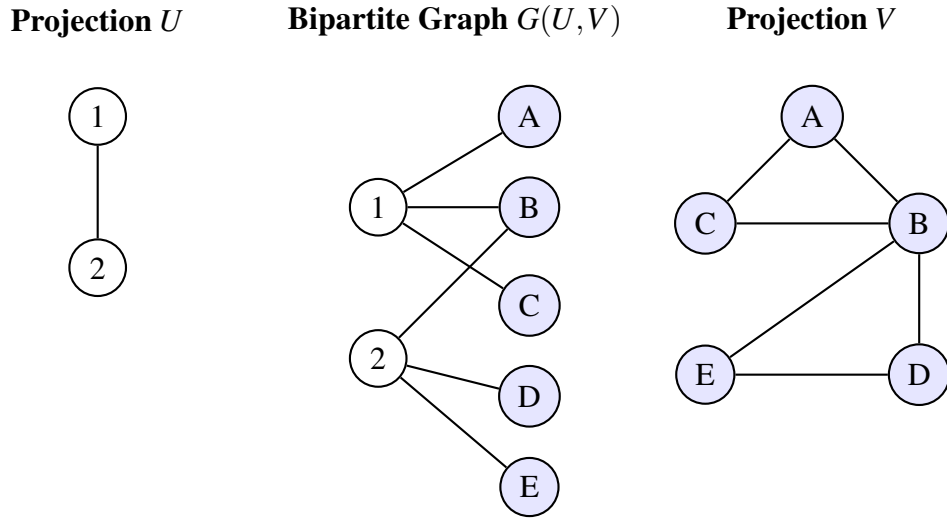 Projection U
1
2
Bipartite Graph G(U,V)
1
2
A
B
C
D
E
Projection V
A
C
B
E
D